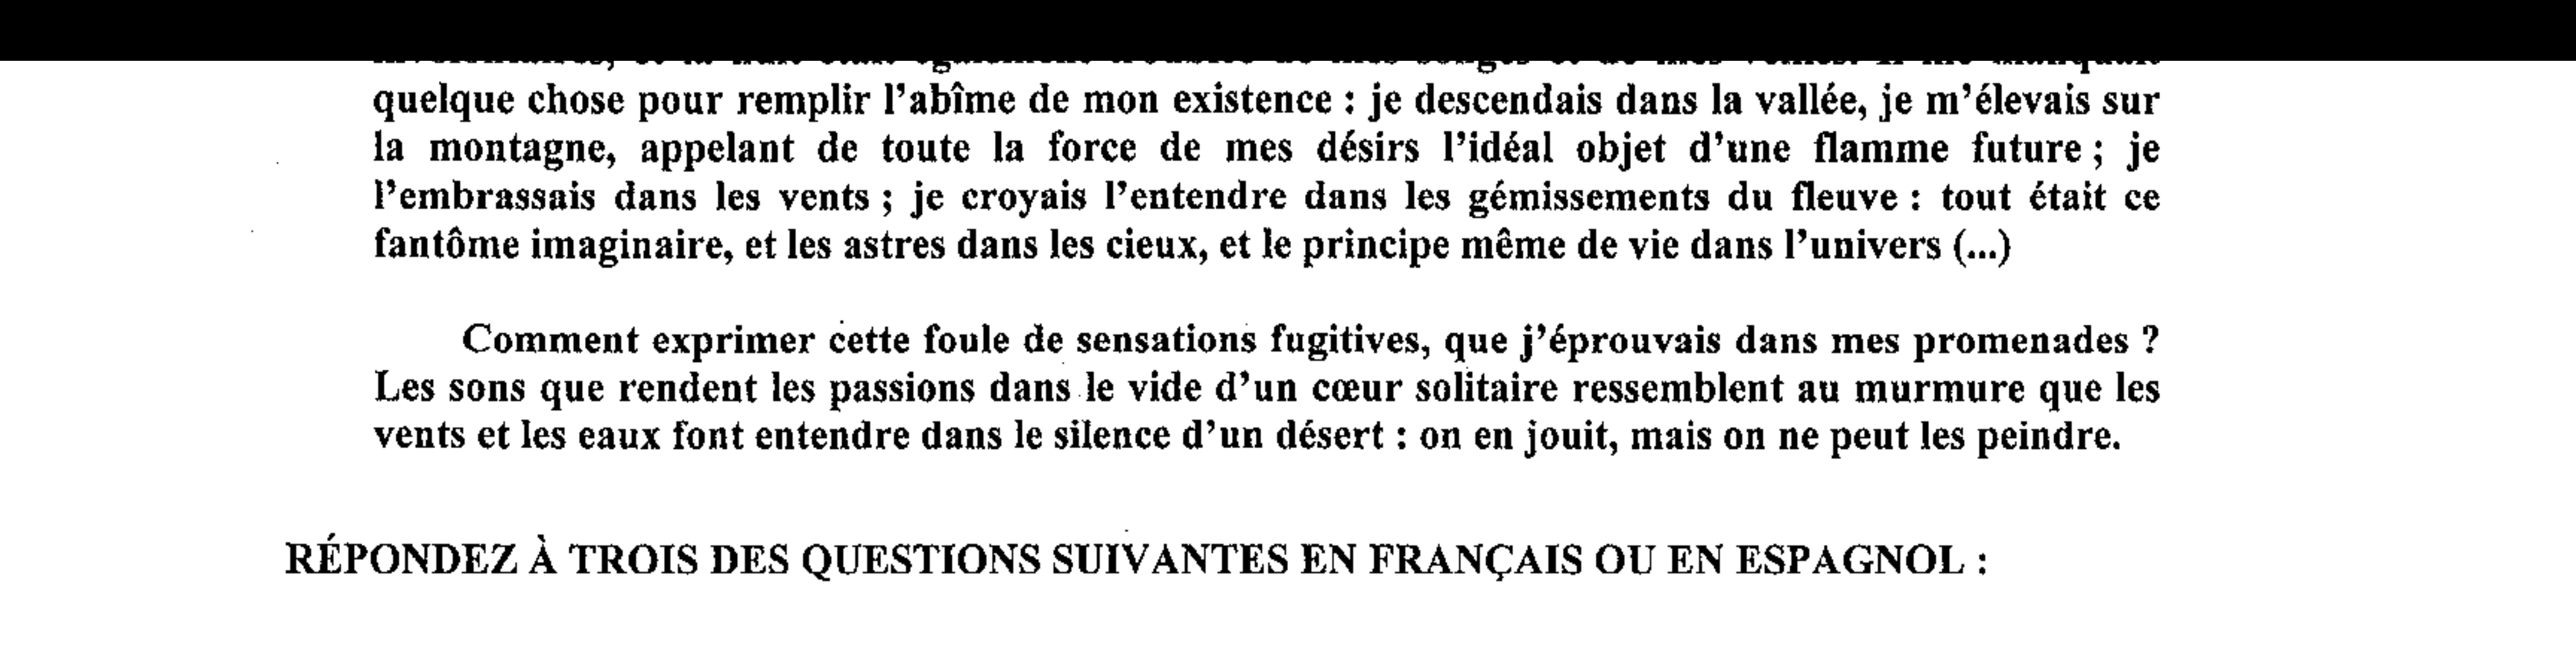 quelque chose pour remplir l'abîme de mon existence : je descendais dans la vallée, je m'élevais sur
la montagne, appelant de toute la force de mes désirs l'idéal objet d'une flamme future ; je
l'embrassais dans les vents ; je croyais l'entendre dans les gémissements du fleuve : tout était ce
fantôme imaginaire, et les astres dans les cieux, et le principe même de vie dans l'univers (...)
Comment exprimer cette foule de sensations fugitives, que j'éprouvais dans mes promenades ?
Les sons que rendent les passions dans le vide d'un cœur solitaire ressemblent au murmure que les
vents et les eaux font entendre dans le silence d'un désert : on en jouit, mais on ne peut les peindre.
RÉPONDEZ À TROIS DES QUESTIONS SUIVANTES EN FRANÇAIS OU EN ESPAGNOL :